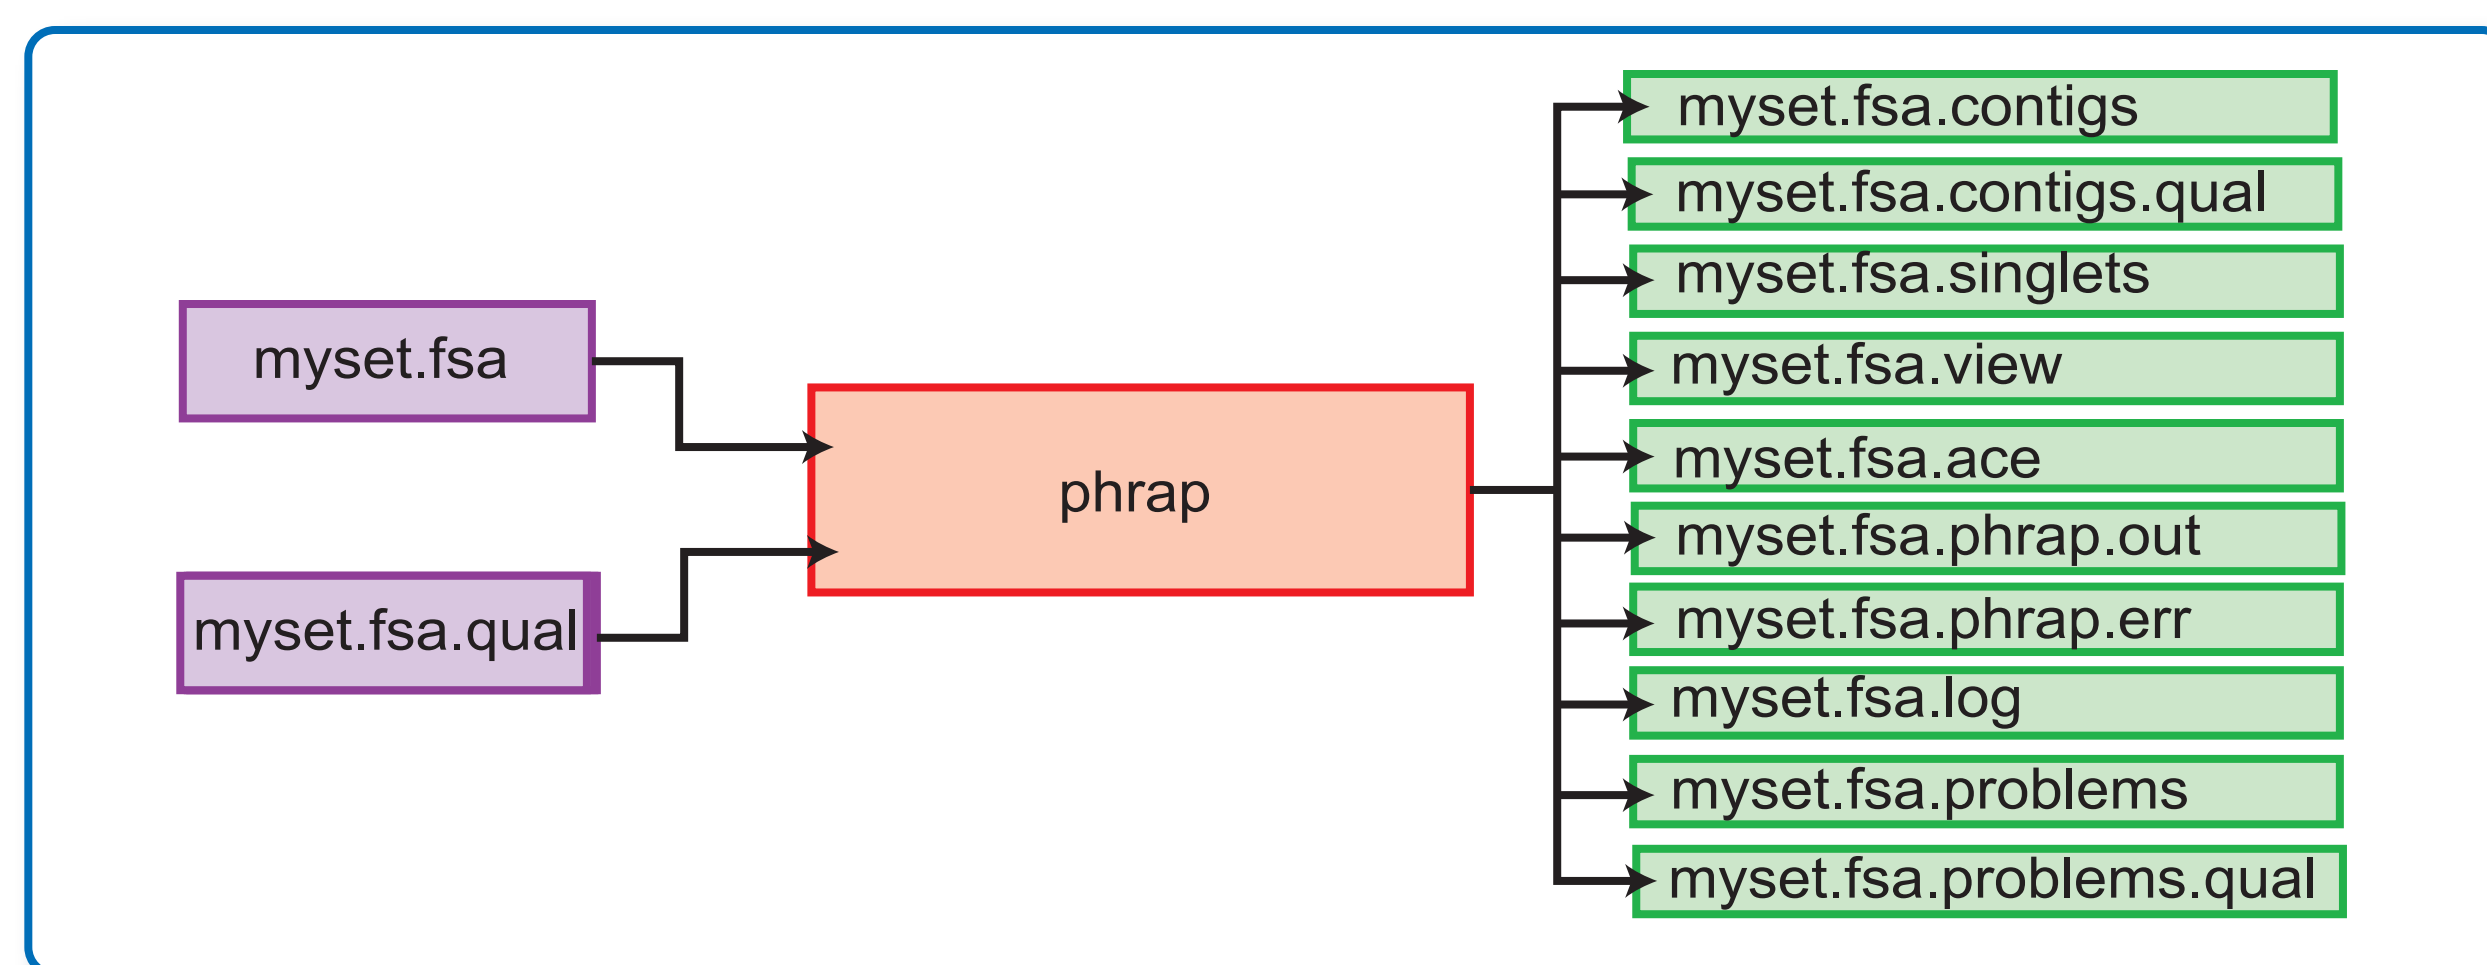 myset.fsa
myset.fsa.qual
phrap
myset.fsa.contigs
myset.fsa.contigs.qual
myset.fsa.singlets
myset.fsa.view
myset.fsa.ace
myset.fsa.phrap.out
myset.fsa.phrap.err
myset.fsa.log
myset.fsa.problems
myset.fsa.problems.qual